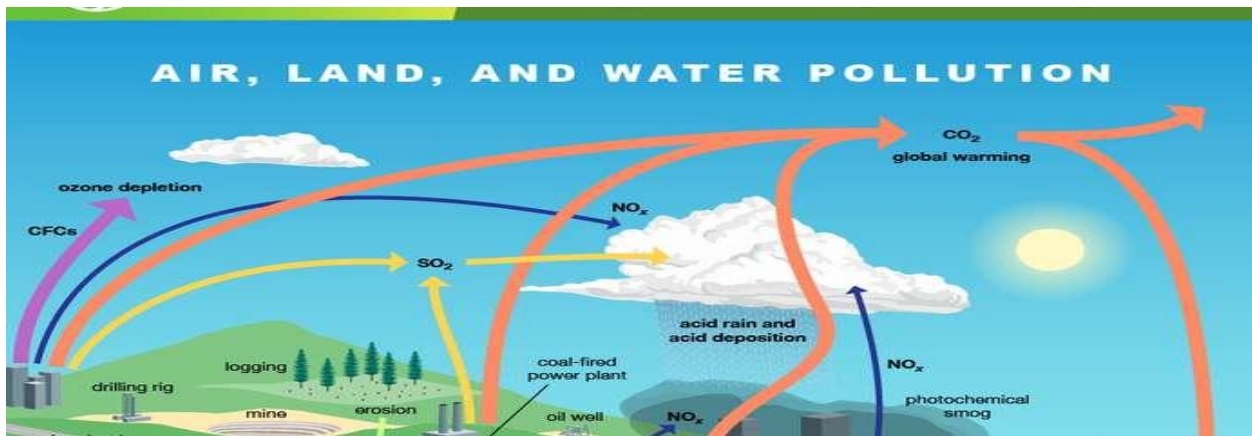 AIR, LAND, AND WATER POLLUTION
CO₂
global warming
ozone depletion
CFCs
NOₓ
SO₂
acid rain and
acid deposition
logging
coal-fired
power plant
NOₓ
drilling rig
photochemical
smog
mine
erosion
oil well
NOₓ